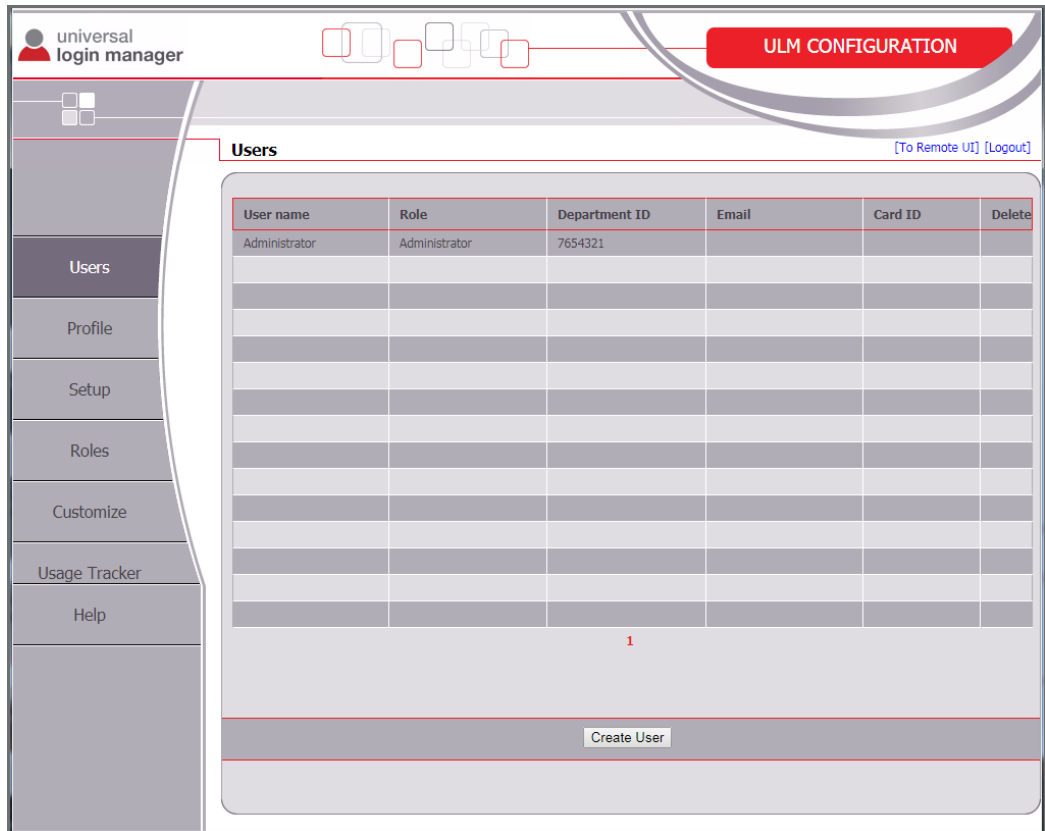 universal
login manager
ULM CONFIGURATION
Users
[To Remote UI] [Logout]
User name Role Department ID Email Card ID Delete
Administrator Administrator 7654321
Users
Profile
Setup
Roles
Customize
Usage Tracker
Help
1
Create User